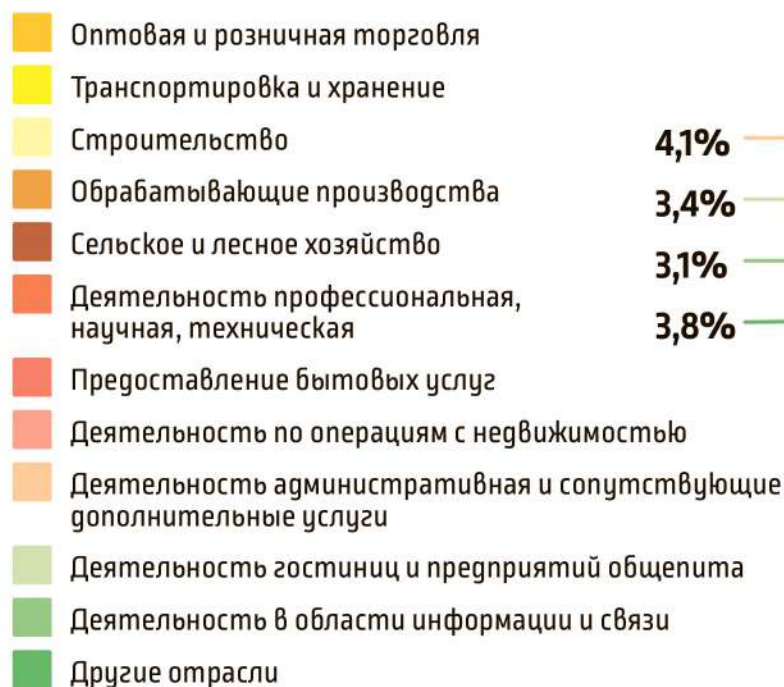 Оптовая и розничная торговля
Транспортировка и хранение
Строительство
Обрабатывающие производства
Сельское и лесное хозяйство
Деятельность профессиональная,
научная, техническая
Предоставление бытовых услуг
Деятельность по операциям с недвижимостью
Деятельность административная и сопутствующие
дополнительные услуги
Деятельность гостиниц и предприятий общепита
Деятельность в области информации и связи
Другие отрасли
4,1%
3,4%
3,1%
3,8%